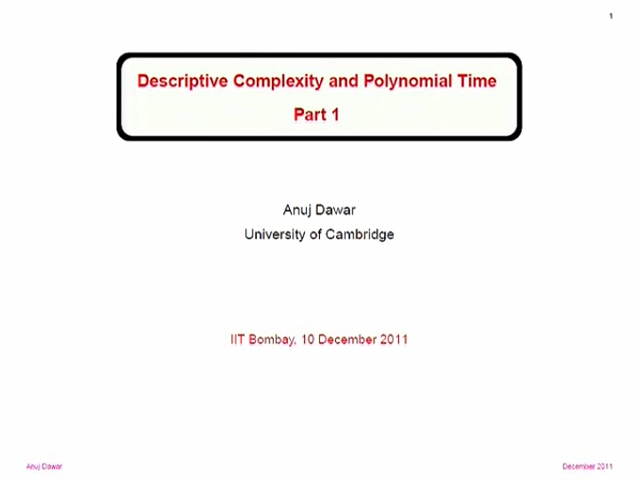 1
Descriptive Complexity and Polynomial Time
Part 1
Anuj Dawar
University of Cambridge
IIT Bombay, 10 December 2011
Anuj Dawar
December 2011